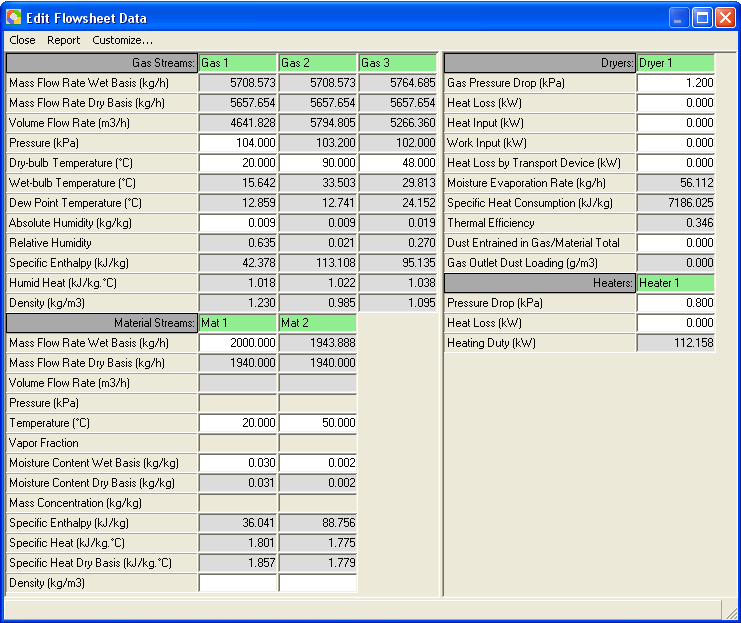 Edit Flowsheet Data
Close Report Customize...
Gas Streams: Gas 1 Gas 2 Gas 3
Mass Flow Rate Wet Basis (kg/h) 5708.573 5708.573 5764.685
Mass Flow Rate Dry Basis (kg/h) 5657.654 5657.654 5657.654
Volume Flow Rate (m3/h) 4641.828 5794.805 5266.360
Pressure (kPa) 104.000 103.200 102.000
Dry-bulb Temperature (°C) 20.000 90.000 48.000
Wet-bulb Temperature (°C) 15.642 33.503 29.813
Dew Point Temperature (°C) 12.859 12.741 24.152
Absolute Humidity (kg/kg) 0.009 0.009 0.019
Relative Humidity 0.635 0.021 0.270
Specific Enthalpy (kJ/kg) 42.378 113.108 95.135
Humid Heat (kJ/kg.°C) 1.018 1.022 1.038
Density (kg/m3) 1.230 0.985 1.095
Material Streams: Mat 1 Mat 2
Mass Flow Rate Wet Basis (kg/h) 2000.000 1943.888
Mass Flow Rate Dry Basis (kg/h) 1940.000 1940.000
Volume Flow Rate (m3/h)
Pressure (kPa)
Temperature (°C) 20.000 50.000
Vapor Fraction
Moisture Content Wet Basis (kg/kg) 0.030 0.002
Moisture Content Dry Basis (kg/kg) 0.031 0.002
Mass Concentration (kg/kg)
Specific Enthalpy (kJ/kg) 36.041 88.756
Specific Heat (kJ/kg.°C) 1.801 1.775
Specific Heat Dry Basis (kJ/kg.°C) 1.857 1.779
Density (kg/m3)
Dryers: Dryer 1
Gas Pressure Drop (kPa) 1.200
Heat Loss (kW) 0.000
Heat Input (kW) 0.000
Work Input (kW) 0.000
Heat Loss by Transport Device (kW) 0.000
Moisture Evaporation Rate (kg/h) 56.112
Specific Heat Consumption (kJ/kg) 7186.025
Thermal Efficiency 0.346
Dust Entrained in Gas/Material Total 0.000
Gas Outlet Dust Loading (g/m3) 0.000
Heaters: Heater 1
Pressure Drop (kPa) 0.800
Heat Loss (kW) 0.000
Heating Duty (kW) 112.158